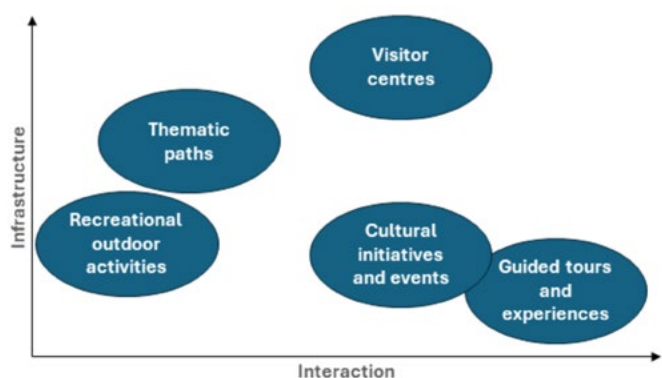 Visitor
centres
Thematic
paths
Infrastructure
Recreational
outdoor
activities
Cultural
initiatives
and events
Guided tours
and
experiences
Interaction